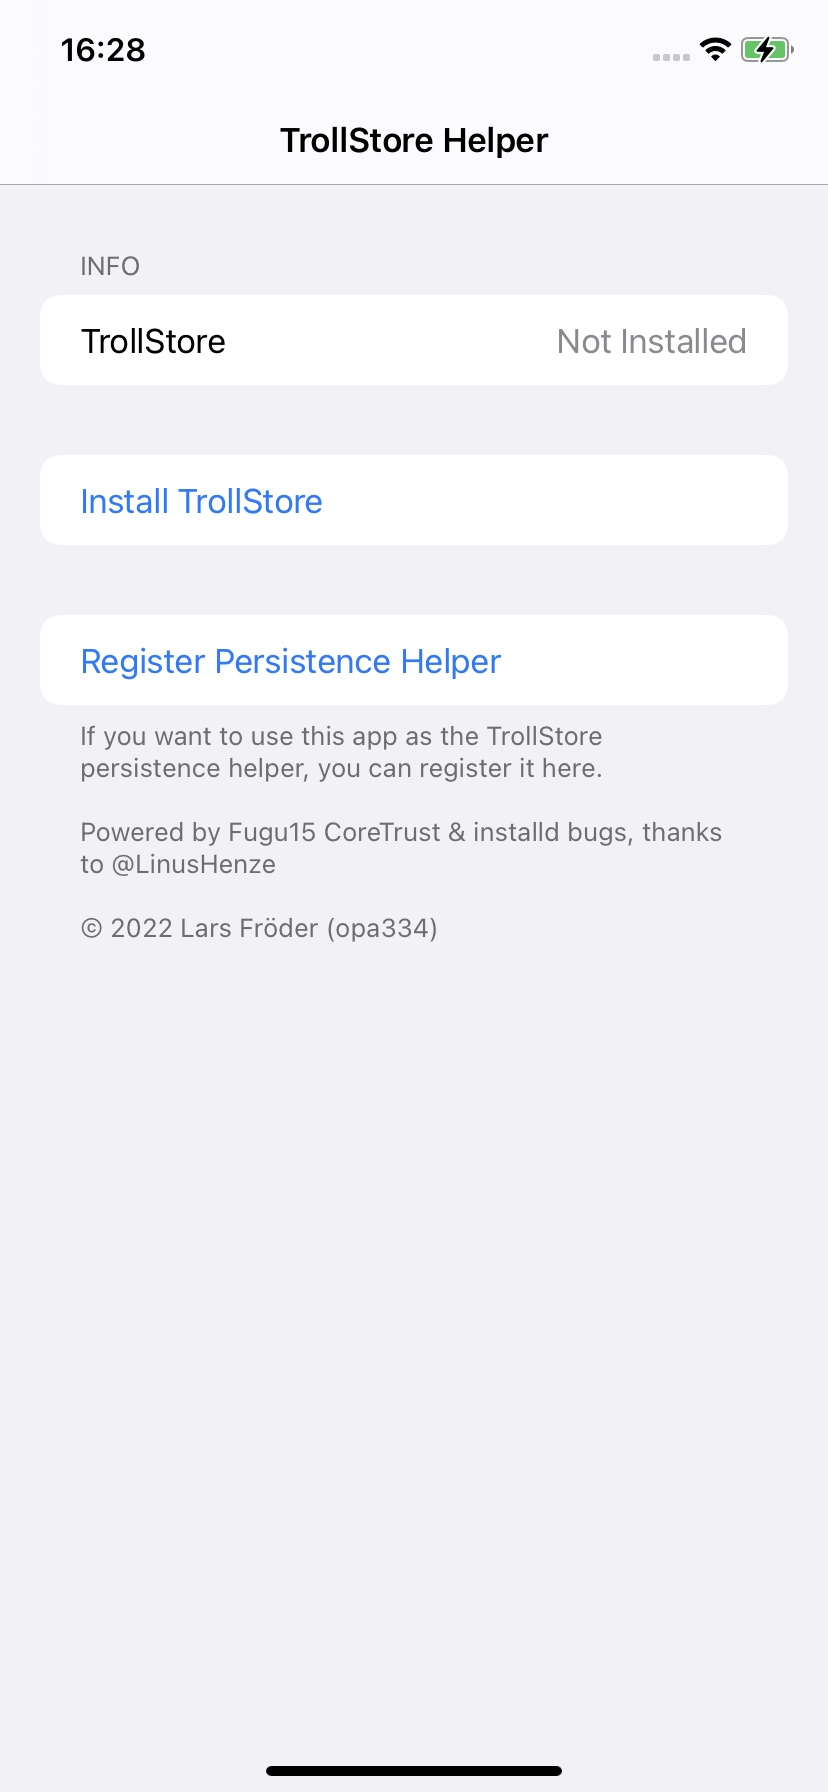 16:28
TrollStore Helper
INFO
TrollStore Not Installed
Install TrollStore
Register Persistence Helper
If you want to use this app as the TrollStore
persistence helper, you can register it here.
Powered by Fugu15 CoreTrust & installd bugs, thanks
to @LinusHenze
© 2022 Lars Fröder (opa334)